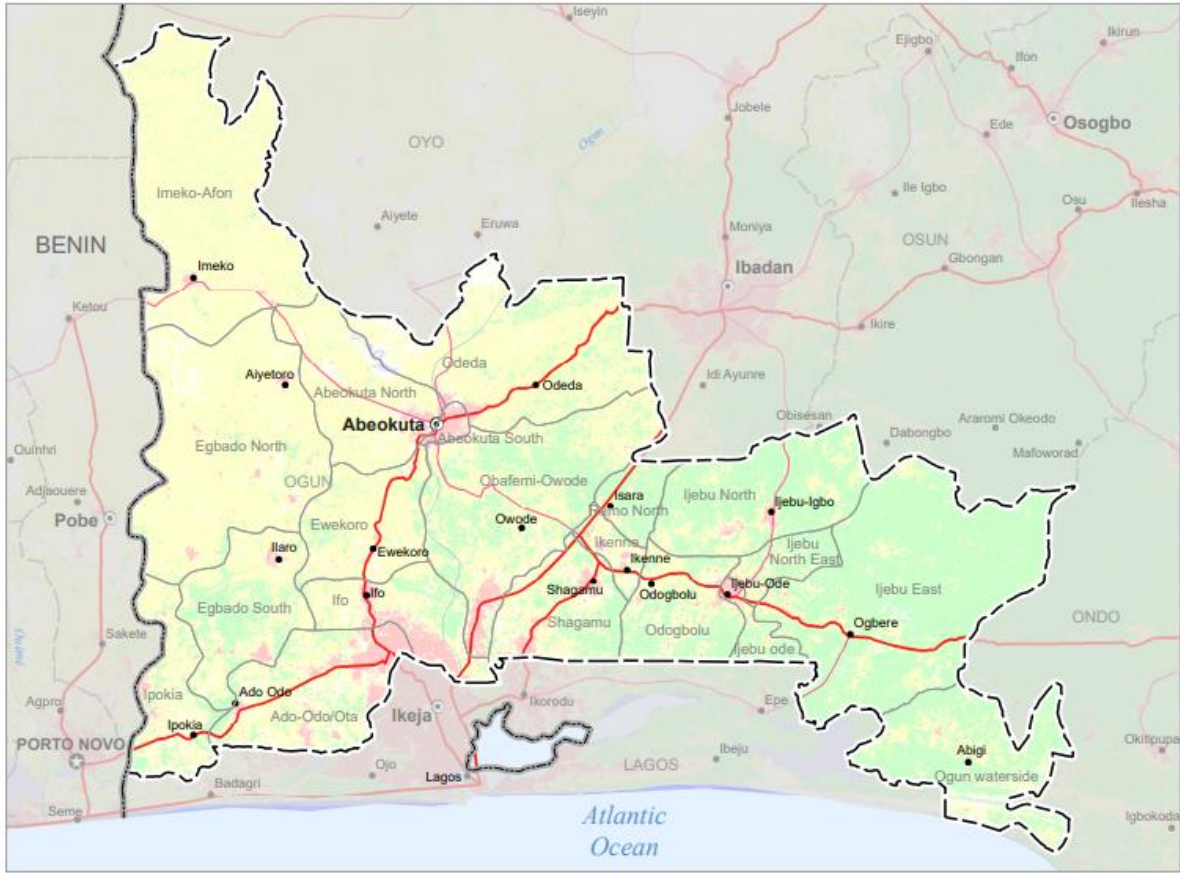 Iseyin
Ejigbo
Ikirun
Ifon
Jobele
Osogbo
Ede
OYO
Ogun
Imeko-Afon
Ile Igbo
Ilesha
Osu
Aiyete
Eruwa
Moniya
OSUN
BENIN
Imeko
Ibadan
Gbongan
Ketou
Ikire
Aiyetoro
Odeda
Odeda
Idi Ayunre
Abeokuta North
Abeokuta
Obisesan
Araromi Okeodo
Abeokuta South
Dabongbo
Mafoworad
Egbado North
Ouinhri
OGUN
Obafemi-Owode
Adjaouere
Isara
Ijebu North
Ijebu-Igbo
Remo North
Pobe
Ewekoro
Owode
Ikenne
Ijebu
North East
Ilaro
Ewekoro
Ikenne
Ijebu East
Egbado South
Ifo
Ifo
Shagamu
Odogbolu
Ijebu-Ode
Shagamu
Odogbolu
Ogbere
ONDO
Sakete
Ijebu ode
Ipokia
Ado Odo
Agpro
Ado-Odo/Ota
Ikeja
Ikorodu
Epe
Ipokia
PORTO NOVO
Okitipupa
Abigi
Ojo
Lagos
LAGOS
Ibeju
Ogun waterside
Badagri
Seme
Atlantic
Ocean
Igbokoda